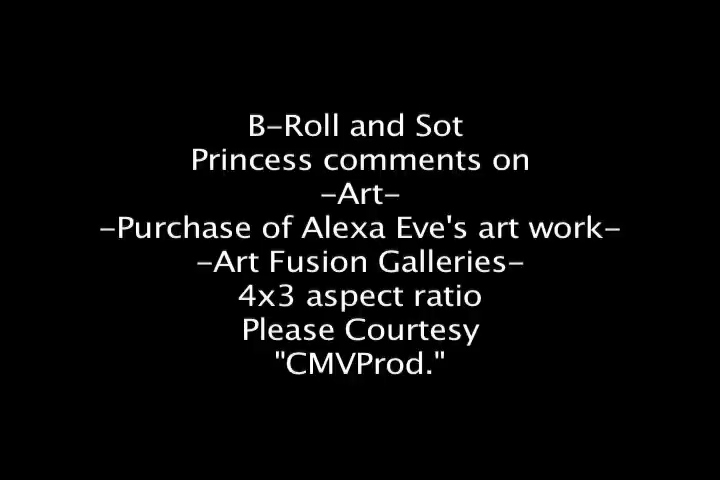 B-Roll and Sot
Princess comments on
-Art-
-Purchase of Alexa Eve's art work-
-Art Fusion Galleries-
4x3 aspect ratio
Please Courtesy
"CMVProd."